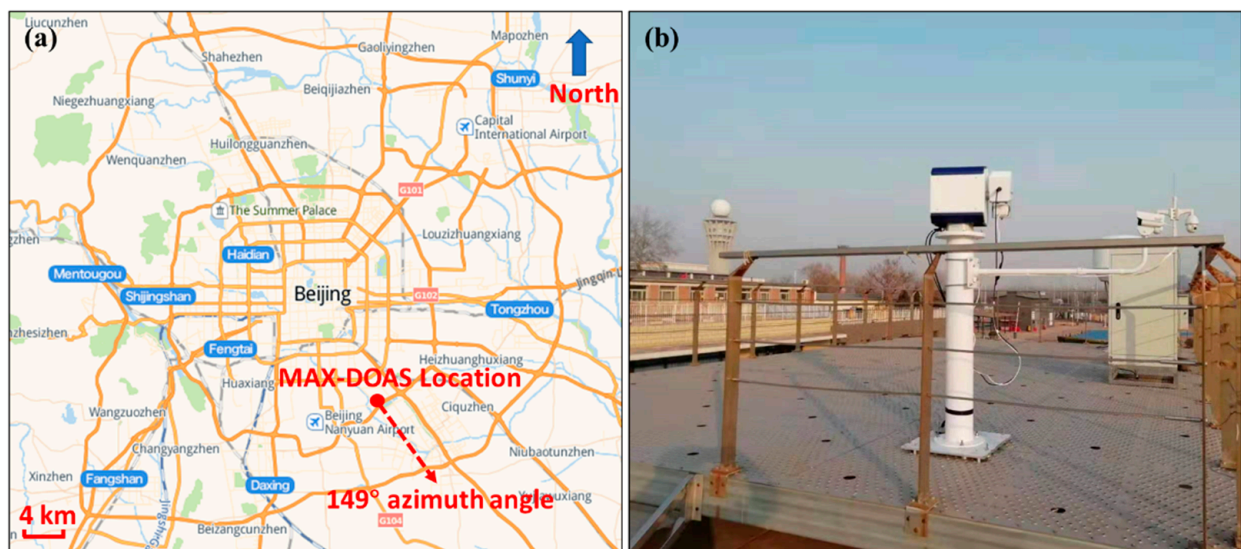 (a)
Liucunzhen
Mapozhen
Gaoliyingzhen
Shahezhen
Shunyi
North
Beiqijiazhen
Niegezhuangxiang
Capital
International Airport
Huilongguanzhen
Wenquanzhen
G101
The Summer Palace
Louzizhuangxiang
Haidian
Mentougou
Jingqin
Shijingshan
Beijing
G102
Tongzhou
Fengtai
Heizhuanghuxiang
Huaxiang
MAX-DOAS Location
Wangzuozhen
Beijing
Nanyuan Airport
Ciquzhen
Changyangzhen
Niubaotunzhen
Xinzhen
Fangshan
Daxing
149° azimuth angle
4 km
G104
Beizangcunzhen
(b)